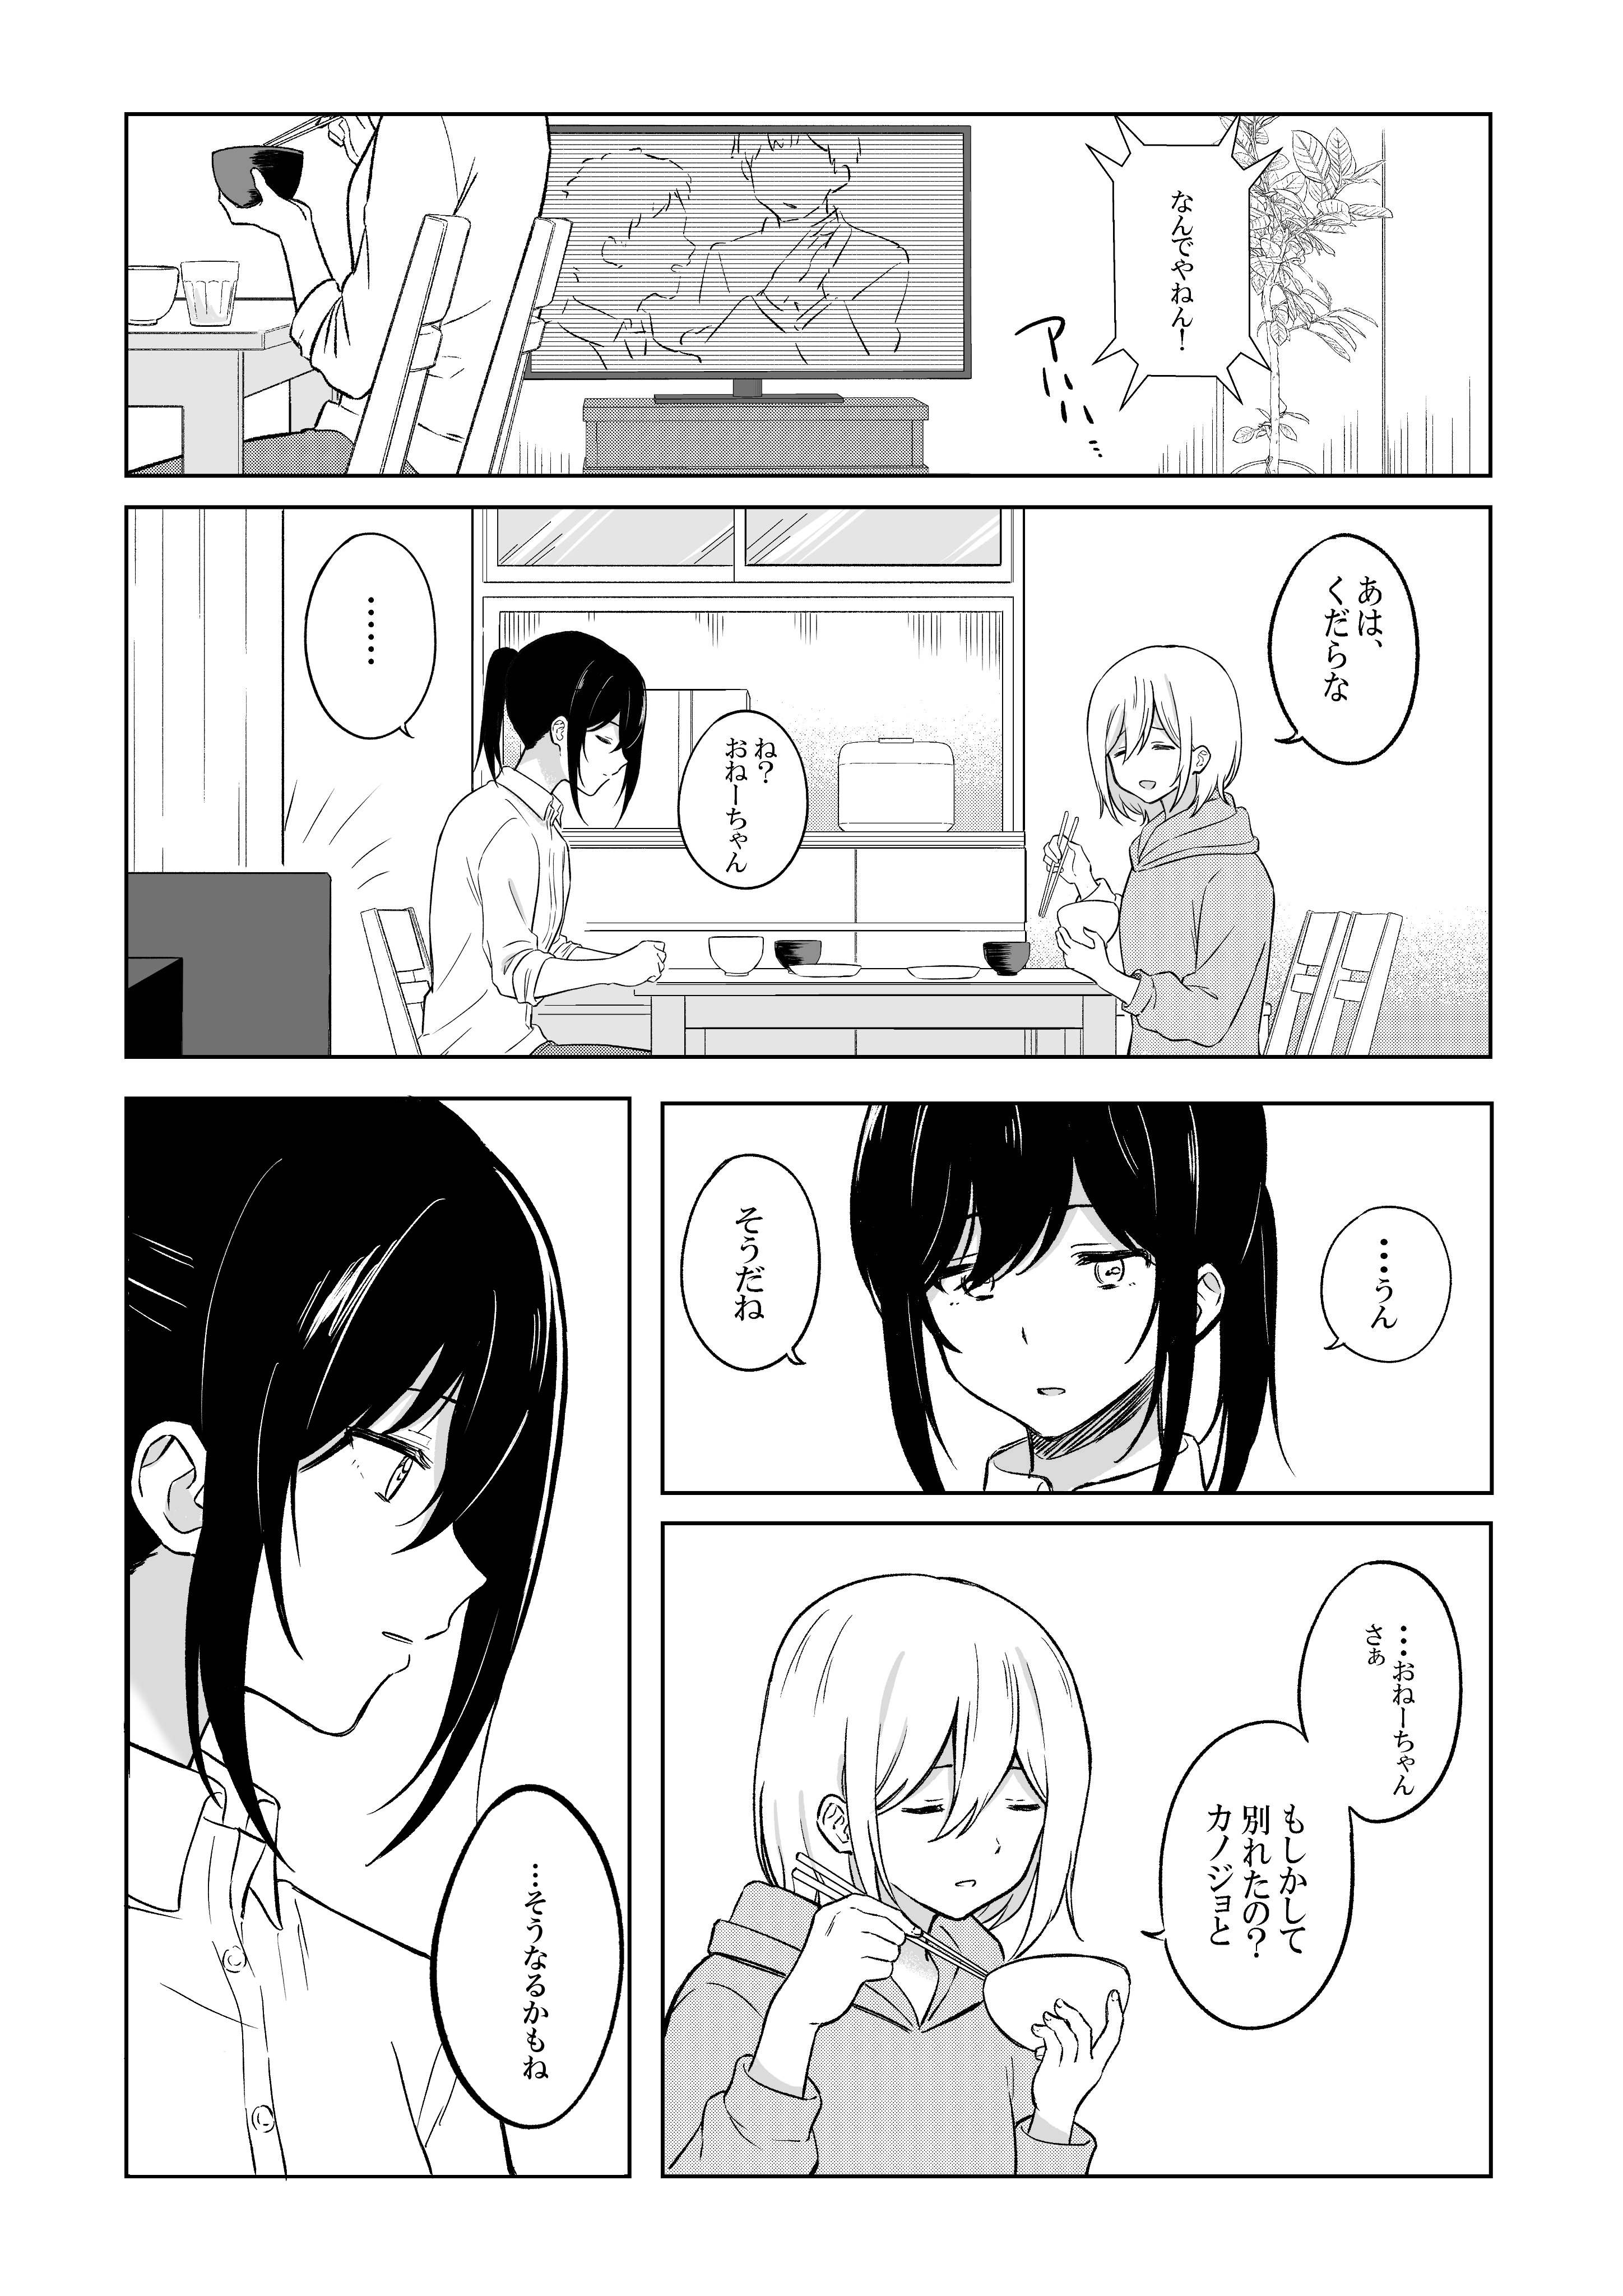 なんでやねん！
アハハ…
あは、
くだらな
ね？
おねーちゃん
……
…うん
そうだね
…おねーちゃん
さぁ
もしかして
別れたの？
カノジョと
…そうなるかもね